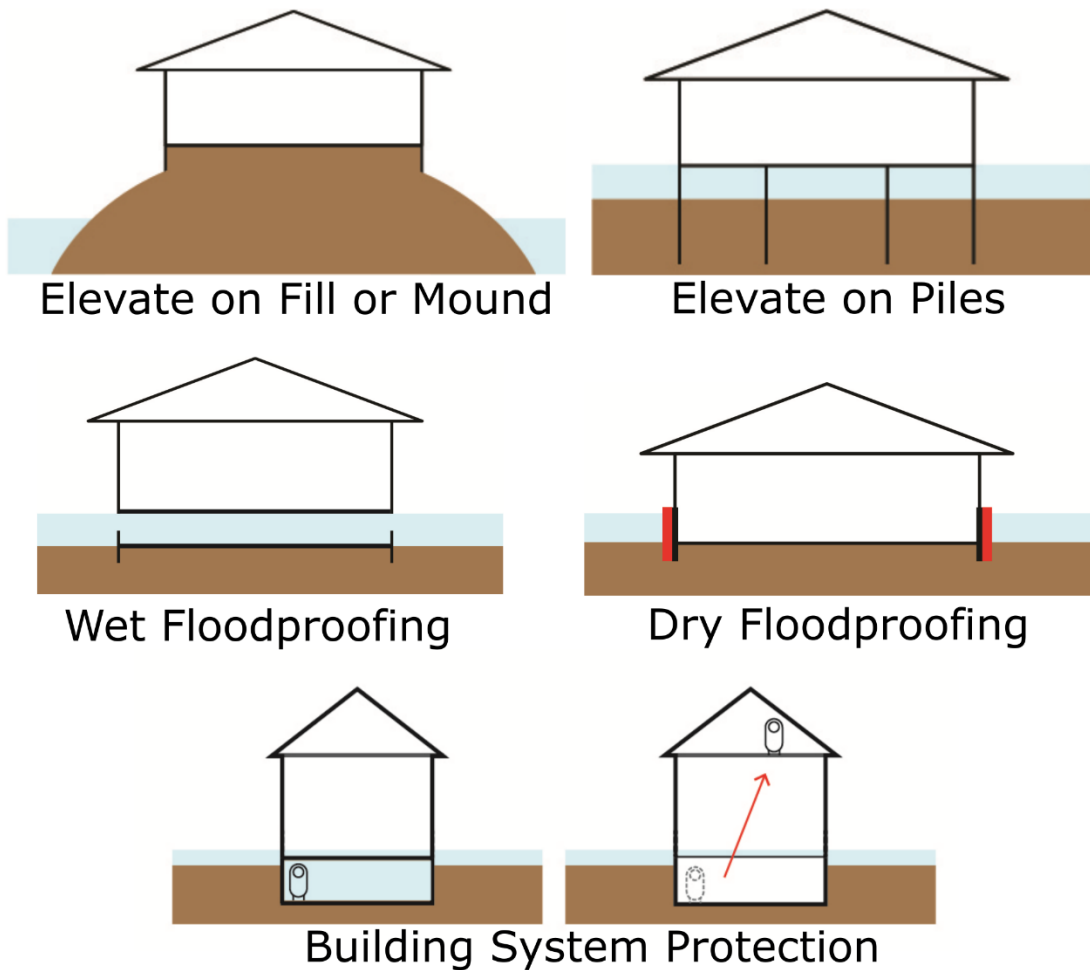 Elevate on Fill or Mound
Elevate on Piles
Wet Floodproofing
Dry Floodproofing
Building System Protection